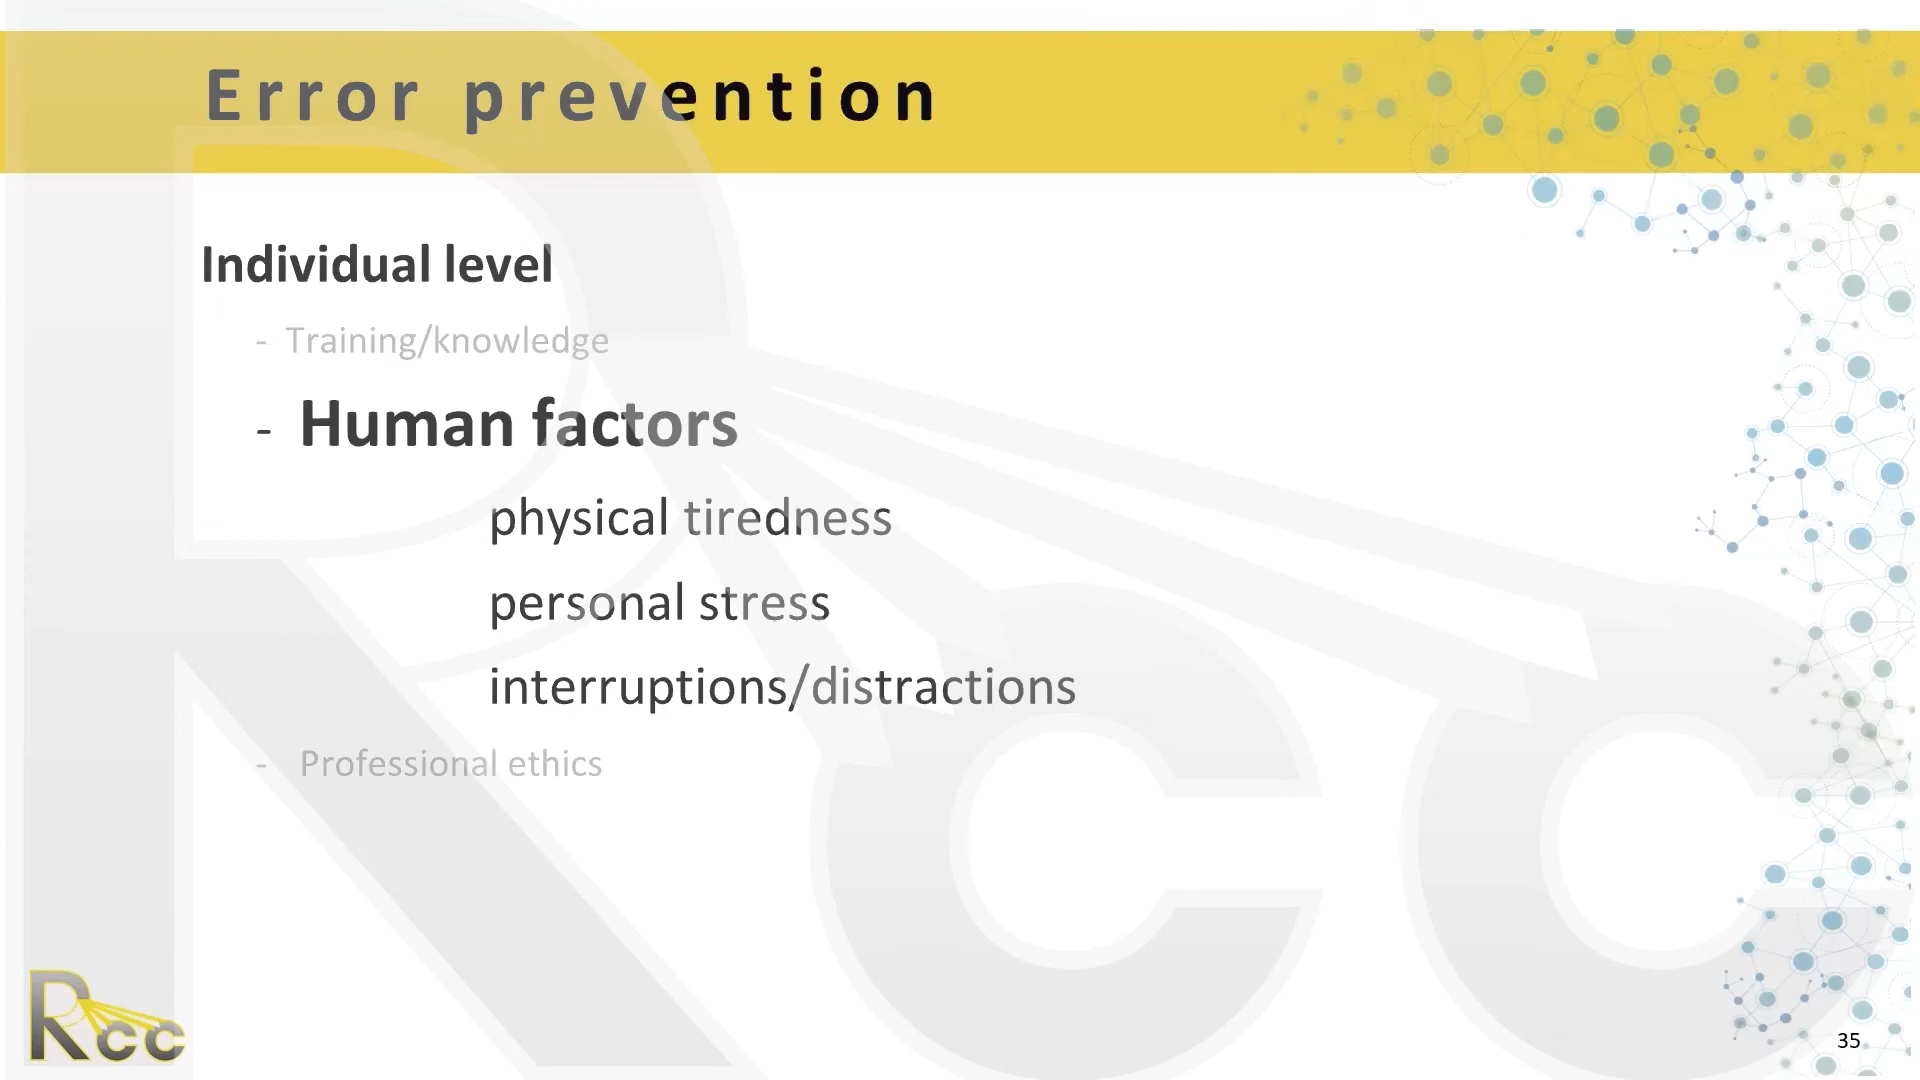 Error prevention
Individual level
- Training/knowledge
- Human factors
physical tiredness
personal stress
interruptions/distractions
- Professional ethics
Rcc
35